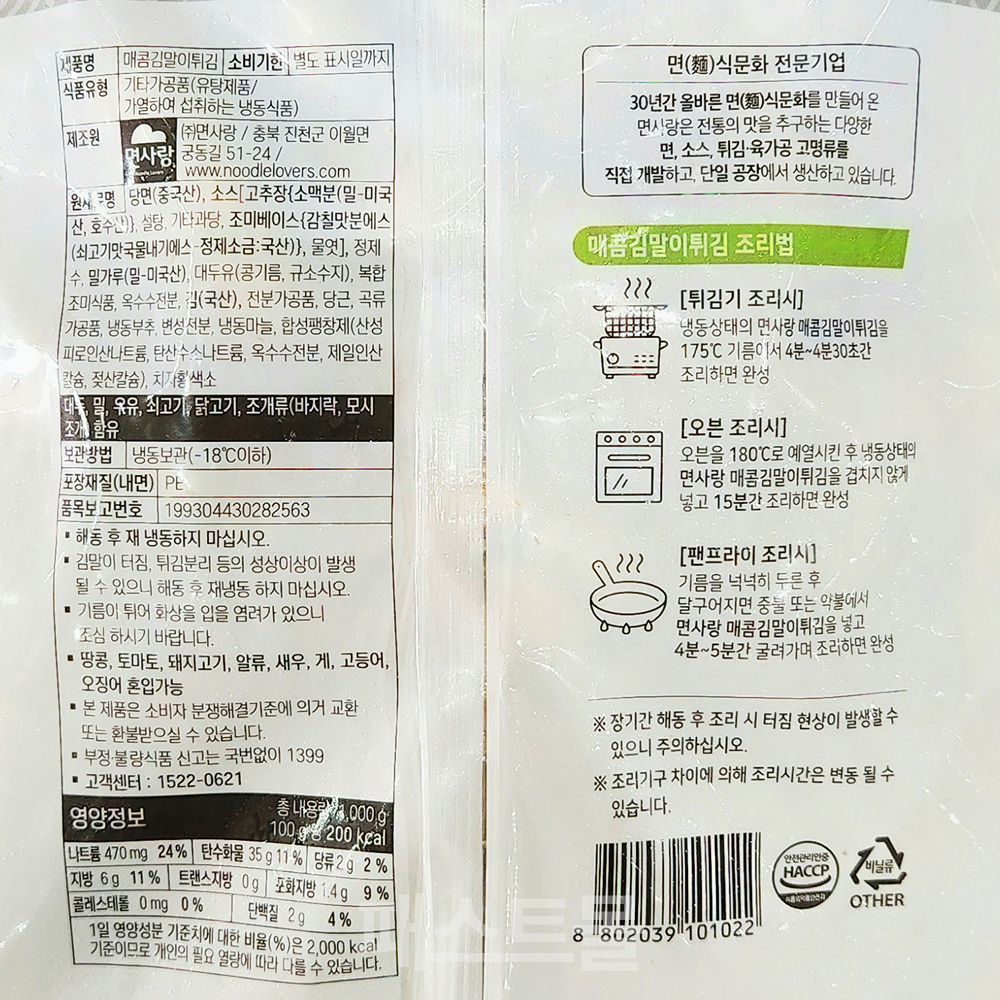 제품명 매콤김말이튀김 소비기한 별도 표시일까지
식품유형 기타가공품(유탕제품/
가열하여 섭취하는 냉동식품)
제조원 면사랑 Noodle Lovers ㈜면사랑 / 충북 진천군 이월면
궁동길 51-24 /
www.noodlelovers.com
원재료명 당면(중국산), 소스[고추장{소맥분(밀-미국
산, 호주산)}, 설탕, 기타과당, 조미베이스{감칠맛분에스
(쇠고기맛국물내기에스-정제소금:국산)}, 물엿], 정제
수, 밀가루(밀-미국산), 대두유(콩기름, 규소수지), 복합
조미식품, 옥수수전분, 김(국산), 전분가공품, 당근, 곡류
가공품, 냉동부추, 변성전분, 냉동마늘, 합성팽창제(산성
피로인산나트륨, 탄산수소나트륨, 옥수수전분, 제일인산
칼슘, 젖산칼슘), 치자황색소
대두, 밀, 우유, 쇠고기, 닭고기, 조개류(바지락, 모시
조개) 함유
보관방법 냉동보관(-18℃이하)
포장재질(내면) PE
품목보고번호 199304430282563
▪ 해동 후 재 냉동하지 마십시오.
▪ 김말이 터짐, 튀김분리 등의 성상이상이 발생
될 수 있으니 해동 후 재냉동 하지 마십시오.
▪ 기름이 튀어 화상을 입을 염려가 있으니
조심 하시기 바랍니다.
▪ 땅콩, 토마토, 돼지고기, 알류, 새우, 게, 고등어,
오징어 혼입가능
▪ 본 제품은 소비자 분쟁해결기준에 의거 교환
또는 환불받으실 수 있습니다.
▪ 부정·불량식품 신고는 국번없이 1399
▪ 고객센터 : 1522-0621
영양정보 총 내용량 1,000 g
100 g당 200 kcal
나트륨 470 mg 24 % 탄수화물 35 g 11 % 당류 2 g 2 %
지방 6 g 11 % 트랜스지방 0 g 포화지방 1.4 g 9 %
콜레스테롤 0 mg 0 % 단백질 2 g 4 %
1일 영양성분 기준치에 대한 비율(%)은 2,000 kcal
기준이므로 개인의 필요 열량에 따라 다를 수 있습니다.
면(麵)식문화 전문기업
30년간 올바른 면(麵)식문화를 만들어 온
면사랑은 전통의 맛을 추구하는 다양한
면, 소스, 튀김·육가공 고명류를
직접 개발하고, 단일 공장에서 생산하고 있습니다.
매콤김말이튀김 조리법
[튀김기 조리시]
냉동상태의 면사랑 매콤김말이튀김을
175℃ 기름에서 4분~4분30초간
조리하면 완성
[오븐 조리시]
오븐을 180℃로 예열시킨 후 냉동상태의
면사랑 매콤김말이튀김을 겹치지 않게
넣고 15분간 조리하면 완성
[팬프라이 조리시]
기름을 넉넉히 두른 후
달구어지면 중불 또는 약불에서
면사랑 매콤김말이튀김을 넣고
4분~5분간 굴려가며 조리하면 완성
※ 장기간 해동 후 조리 시 터짐 현상이 발생할 수
있으니 주의하십시오.
※ 조리기구 차이에 의해 조리시간은 변동 될 수
있습니다.
8 802039 101022
안전관리인증
HACCP
식품의약품안전처
비닐류
OTHER
패스트몰